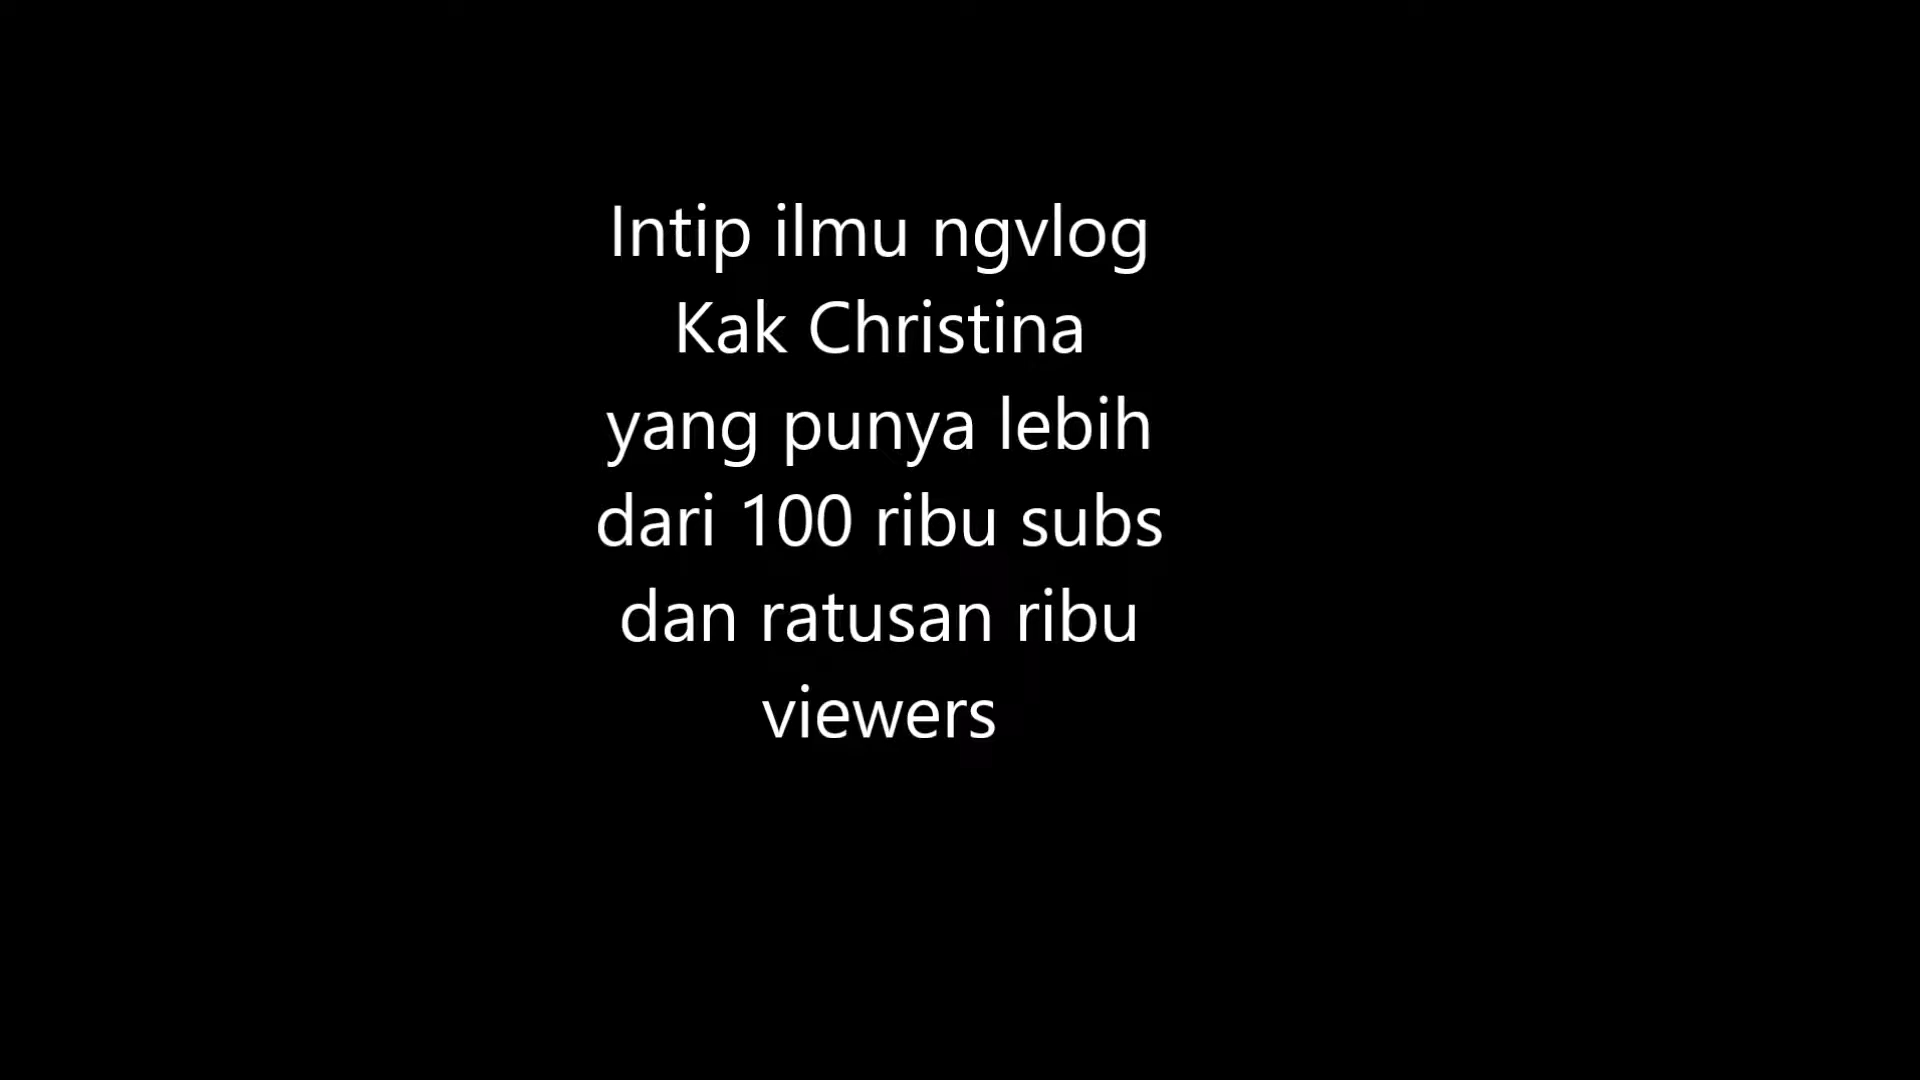 Intip ilmu ngvlog
Kak Christina
yang punya lebih
dari 100 ribu subs
dan ratusan ribu
viewers